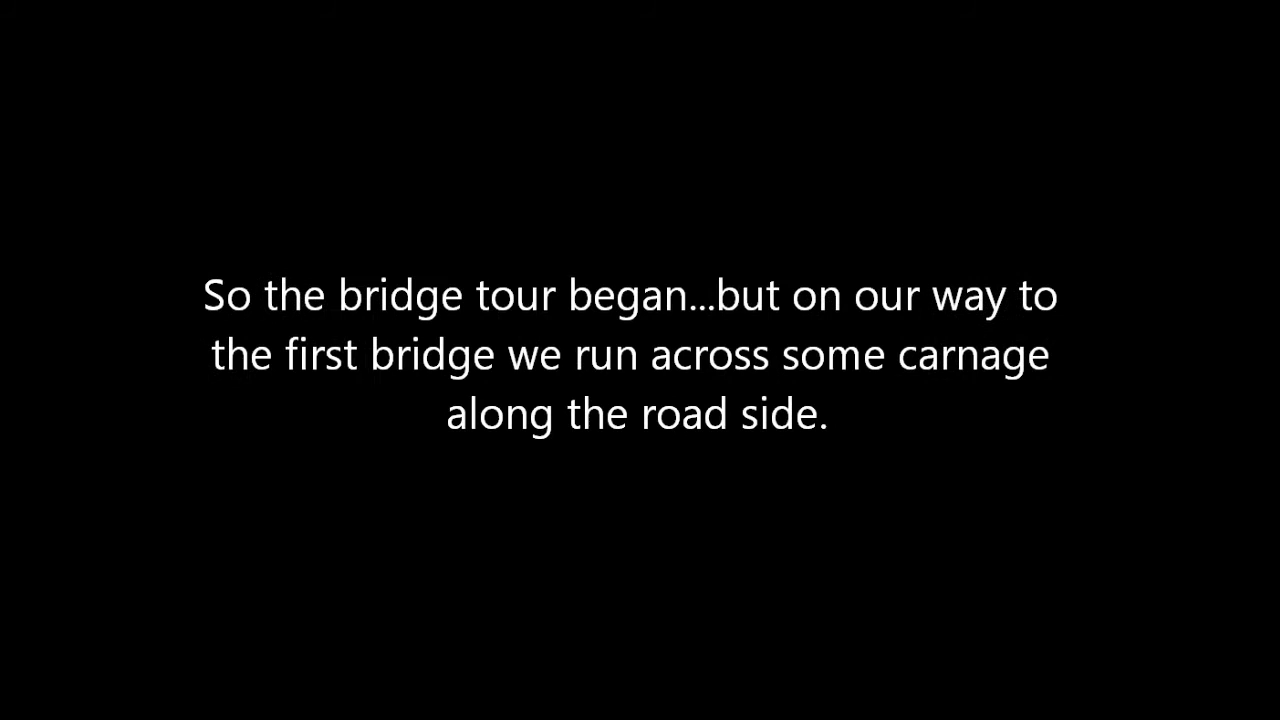 So the bridge tour began...but on our way to
the first bridge we run across some carnage
along the road side.